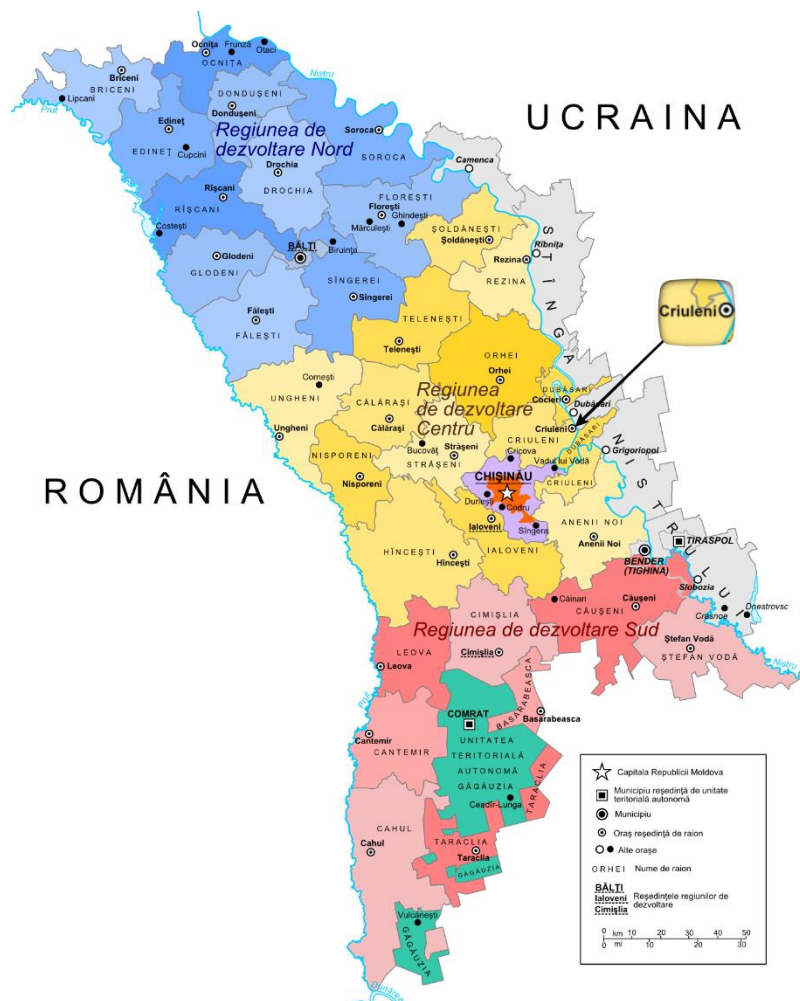 Ocnița
Frunză
Otaci
OCNIȚA
Nistru
Briceni
BRICENI
Lipcani
Prut
DONDUȘENI
Dondușeni
UCRAINA
Edineț
EDINEȚ
Cupcini
Regiunea de
dezvoltare Nord
Soroca
SOROCA
Camenca
Drochia
DROCHIA
Rîșcani
RÎȘCANI
FLOREȘTI
Florești
Ghindești
Mărculești
Costești
ȘOLDĂNEȘTI
Șoldănești
Rîbnița
Rezina
REZINA
STÎNGA
NISTRULUI
BĂLȚI
Biruința
Glodeni
GLODENI
SÎNGEREI
Sîngerei
Fălești
FĂLEȘTI
TELENEȘTI
Telenești
Criuleni
ORHEI
Orhei
Cornești
UNGHENI
Ungheni
CĂLĂRAȘI
Călărași
Regiunea
de dezvoltare
Centru
DUBĂSARI
Cocieri
Dubăsari
Criuleni
CRIULENI
DUBĂSARI
Grigoriopol
Bucovăț
Strășeni
STRĂȘENI
Cricova
Vadul lui Vodă
NISPORENI
Nisporeni
CHIȘINĂU
CRIULENI
ROMÂNIA
Durlești
Codru
Ialoveni
Sîngera
ANENII NOI
Anenii Noi
TIRASPOL
HÎNCEȘTI
Hîncești
IALOVENI
BENDER
(TIGHINA)
Slobozia
Căinari
Căușeni
CĂUȘENI
Crasnoe
Dnestrovsc
CIMIȘLIA
Regiunea de dezvoltare Sud
Cimișlia
LEOVA
Leova
Ștefan Vodă
ȘTEFAN VODĂ
Nistru
Prut
BASARABEASCA
Basarabeasca
COMRAT
Cantemir
CANTEMIR
UNITATEA
TERITORIALĂ
AUTONOMĂ
GĂGĂUZIA
Ceadîr-Lunga
TARACLIA
CAHUL
Cahul
TARACLIA
Taraclia
GĂGĂUZIA
Vulcănești
GĂGĂUZIA
Dunărea
Capitala Republicii Moldova
Municipiu reședință de unitate
teritorială autonomă
Municipiu
Oraș reședință de raion
Alte orașe
ORHEI Nume de raion
BĂLȚI
Ialoveni
Cimișlia
Reședințele regiunilor de
dezvoltare
0 km 10 20 30 40 50
0 mi 10 20 30